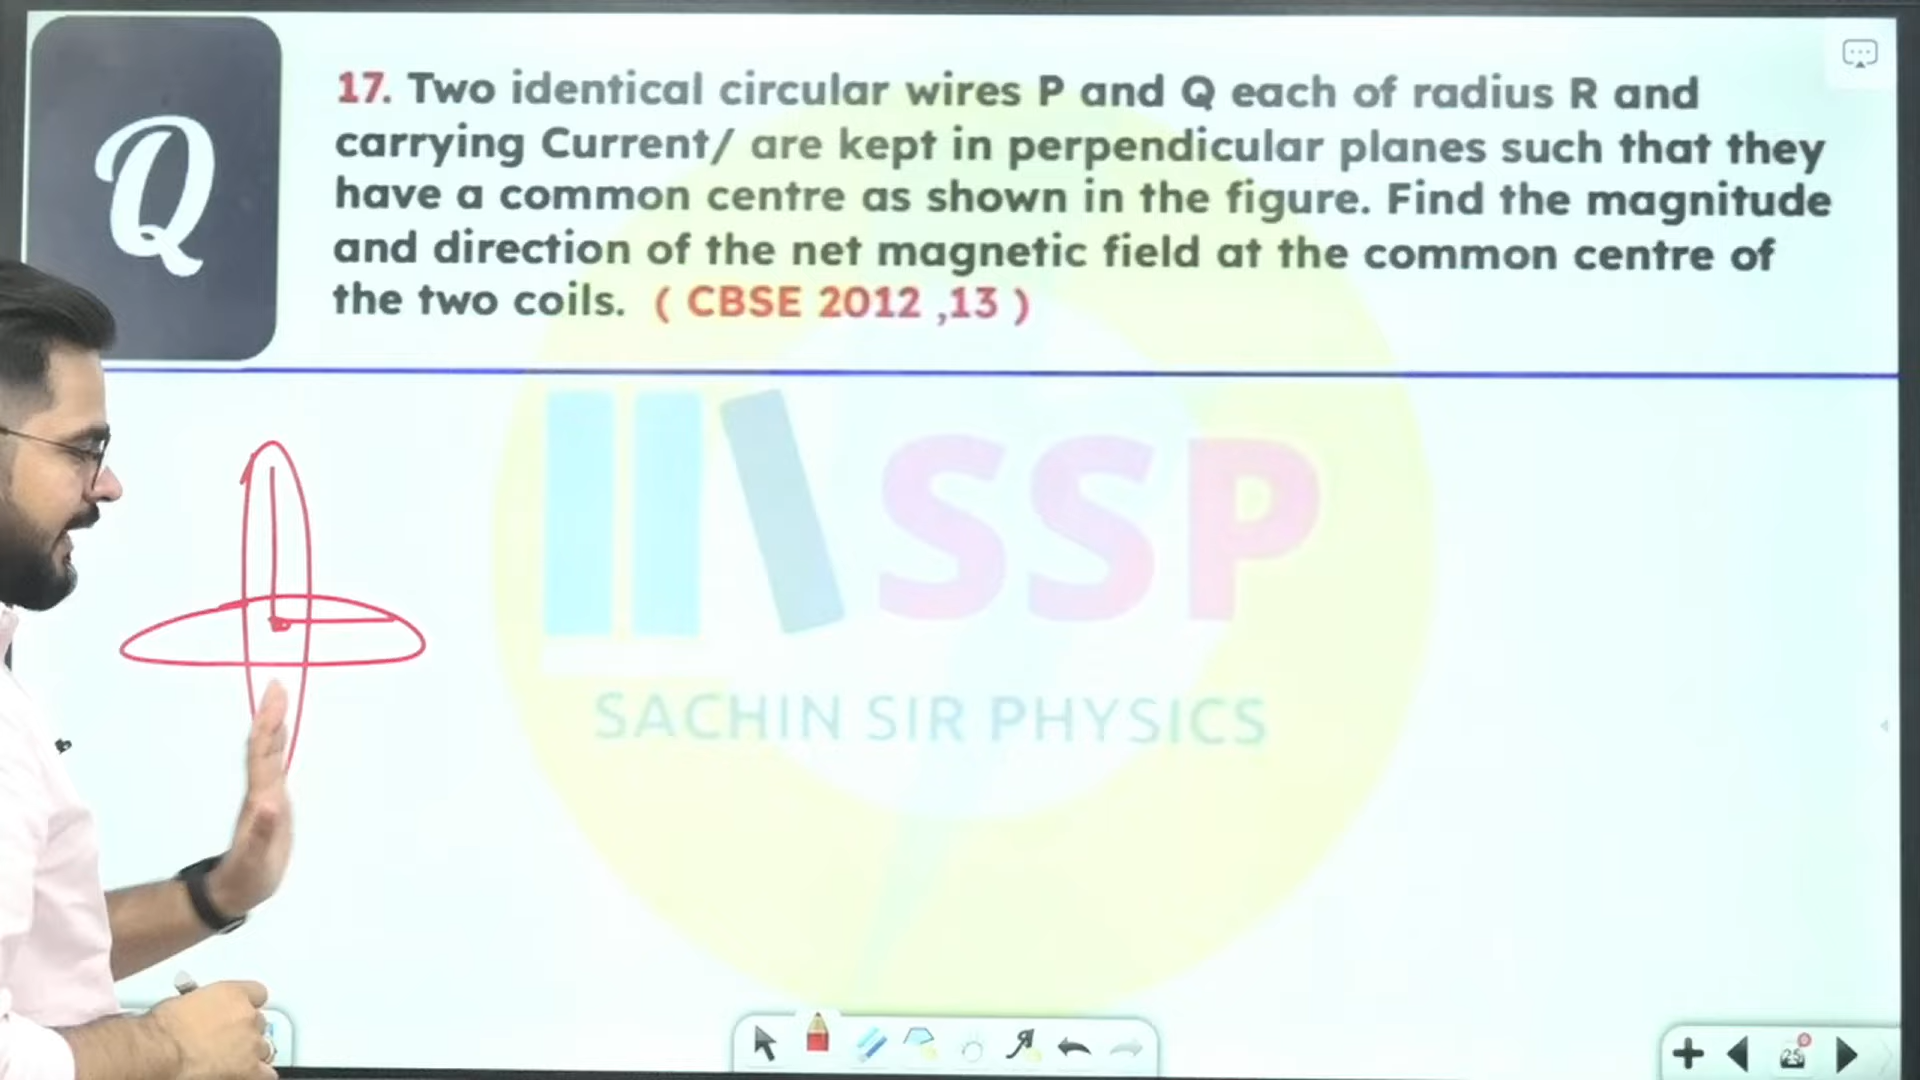 Q
17. Two identical circular wires P and Q each of radius R and
carrying Current/ are kept in perpendicular planes such that they
have a common centre as shown in the figure. Find the magnitude
and direction of the net magnetic field at the common centre of
the two coils. ( CBSE 2012 ,13 )
SSP
SACHIN SIR PHYSICS
25